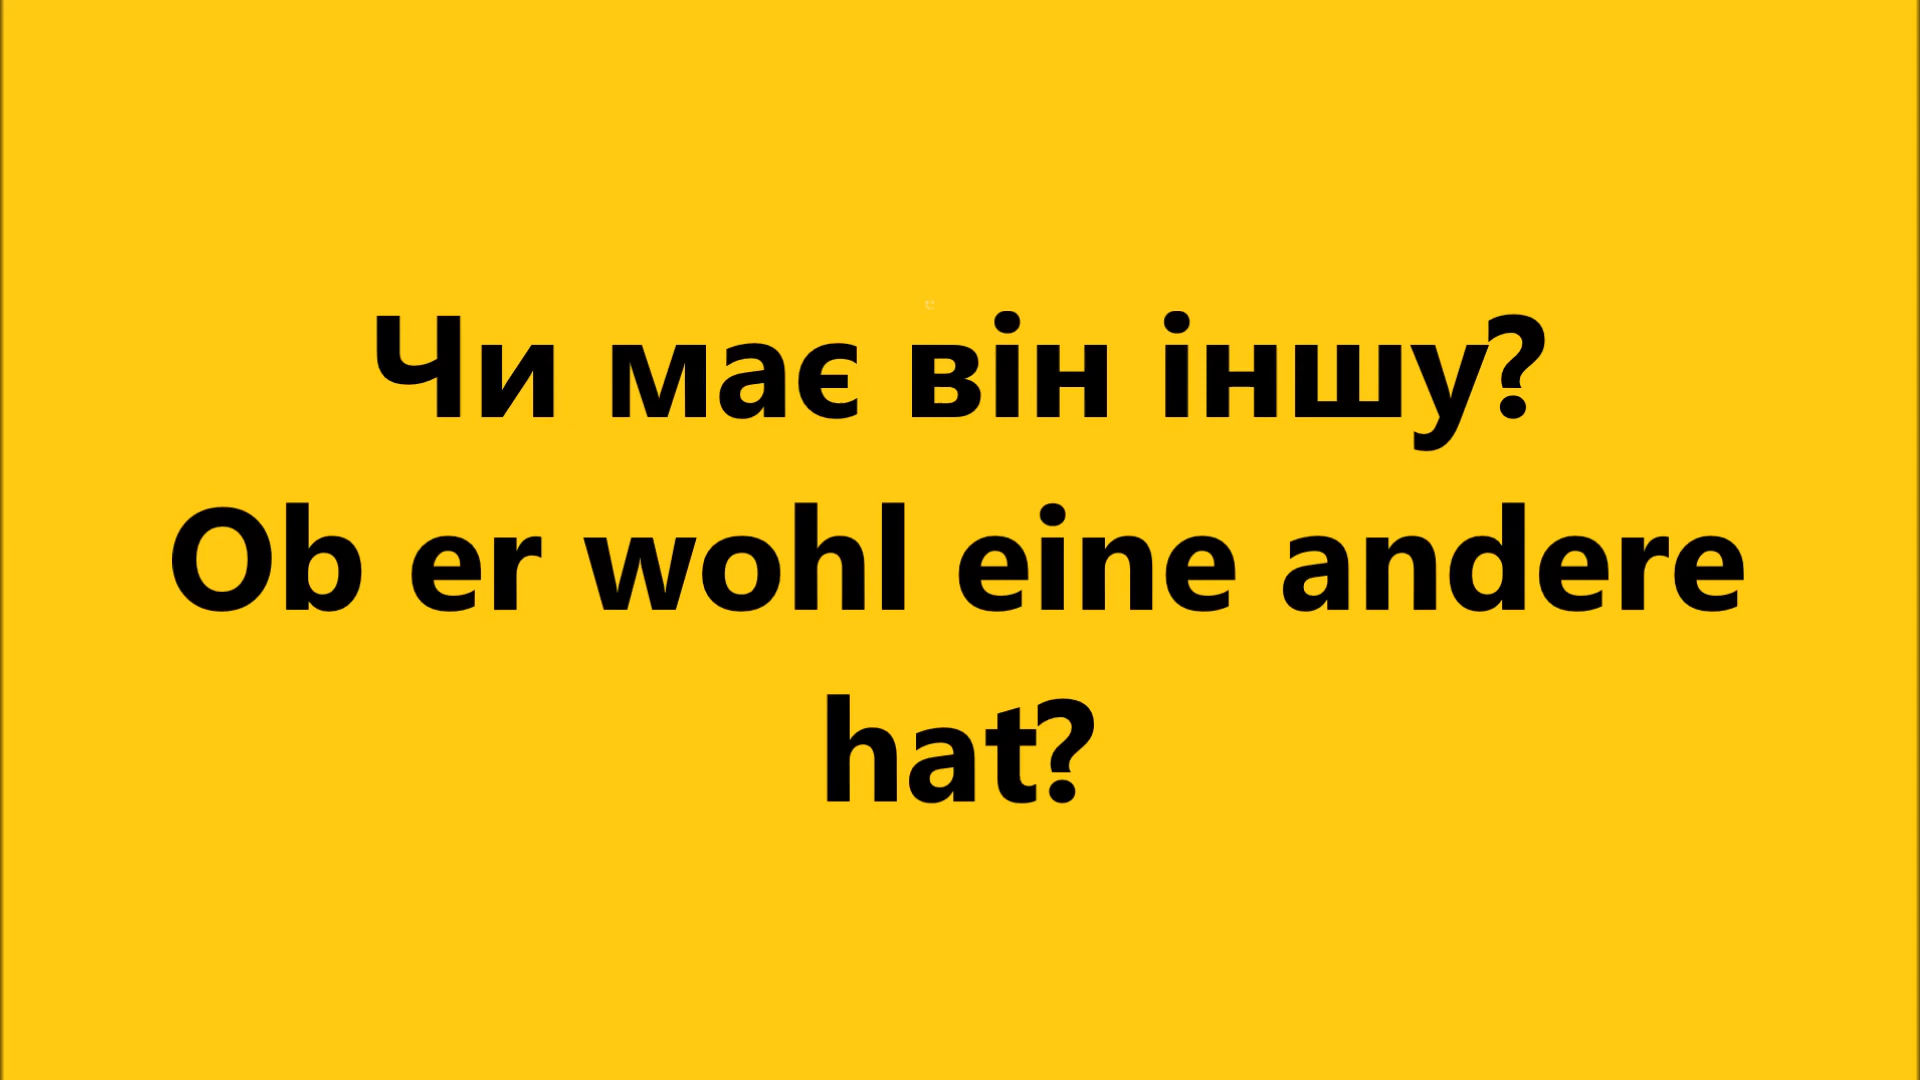 Чи має він іншу?
Ob er wohl eine andere
hat?